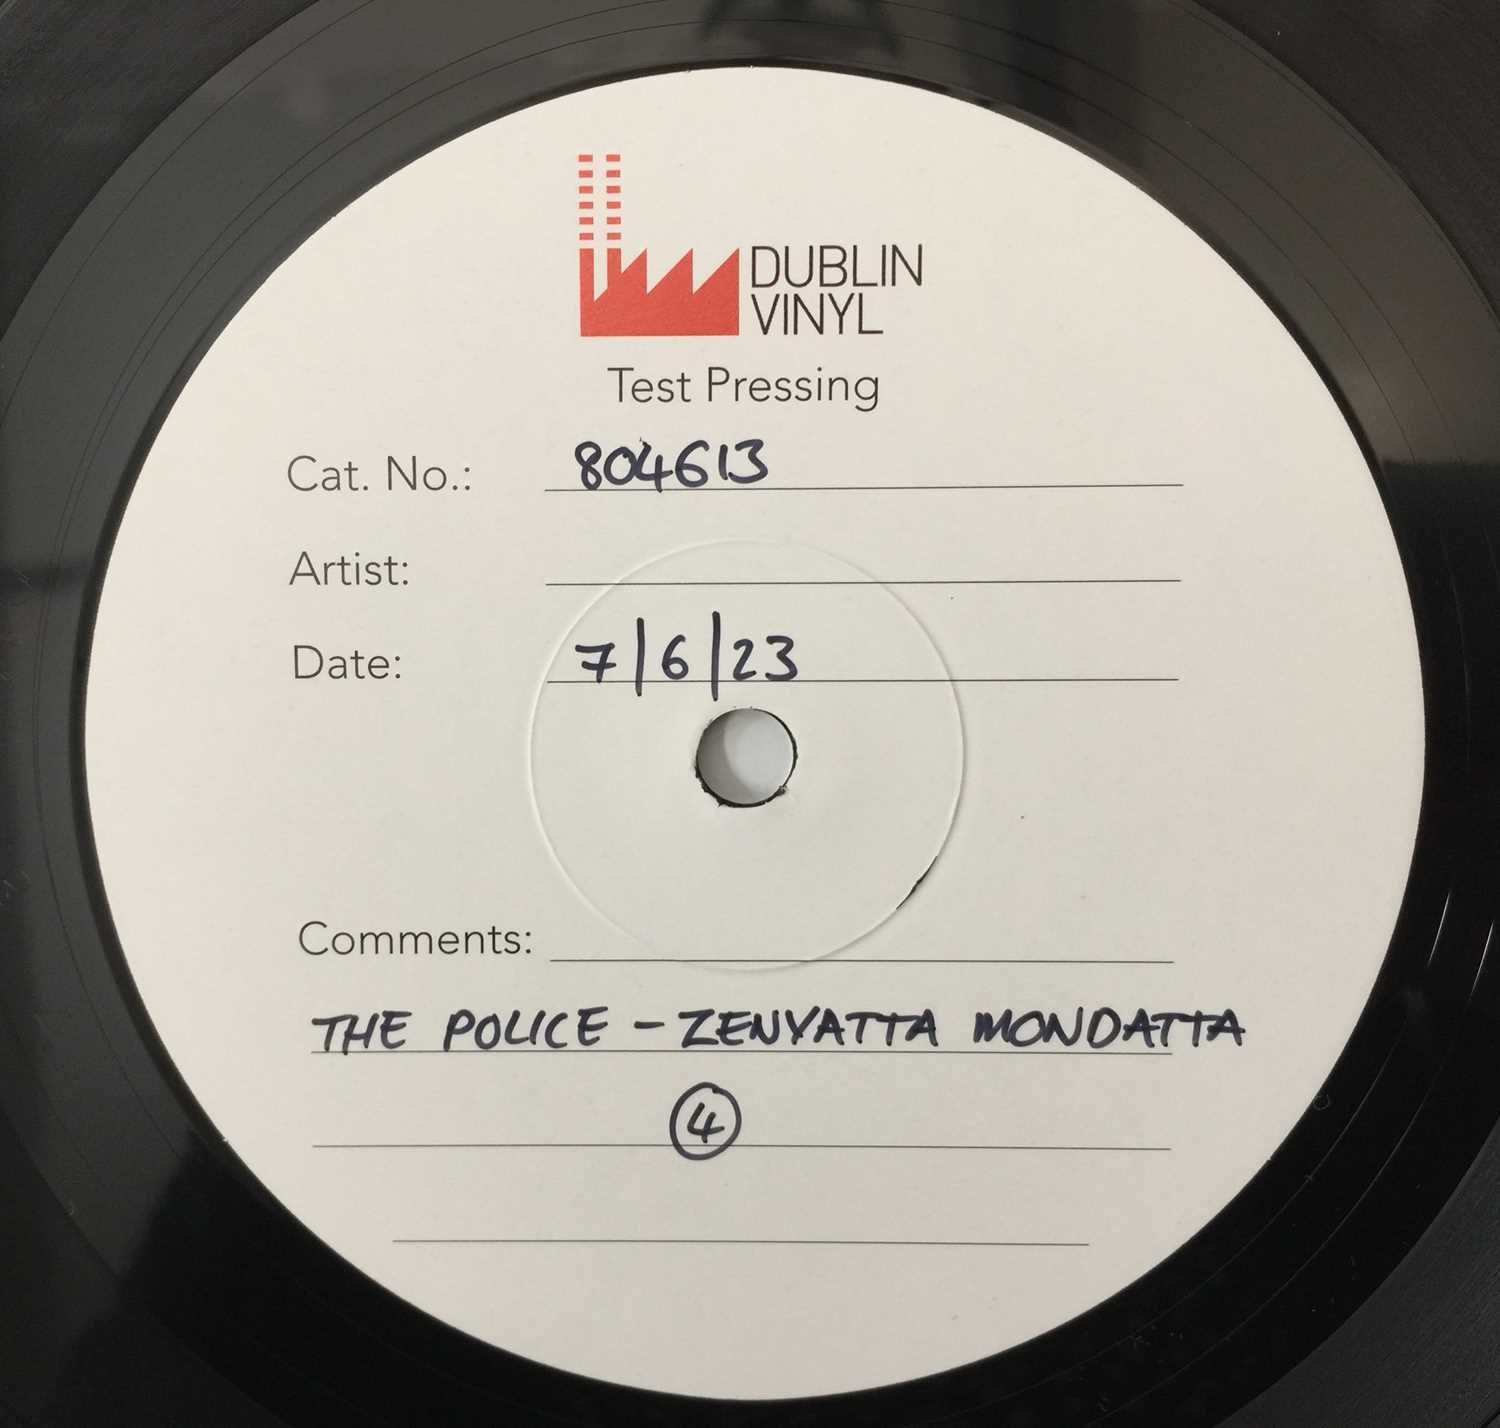 DUBLIN
VINYL
Test Pressing
Cat. No.: 804613
Artist:
Date: 7/6/23
Comments:
THE POLICE - ZENYATTA MONDATTA
4